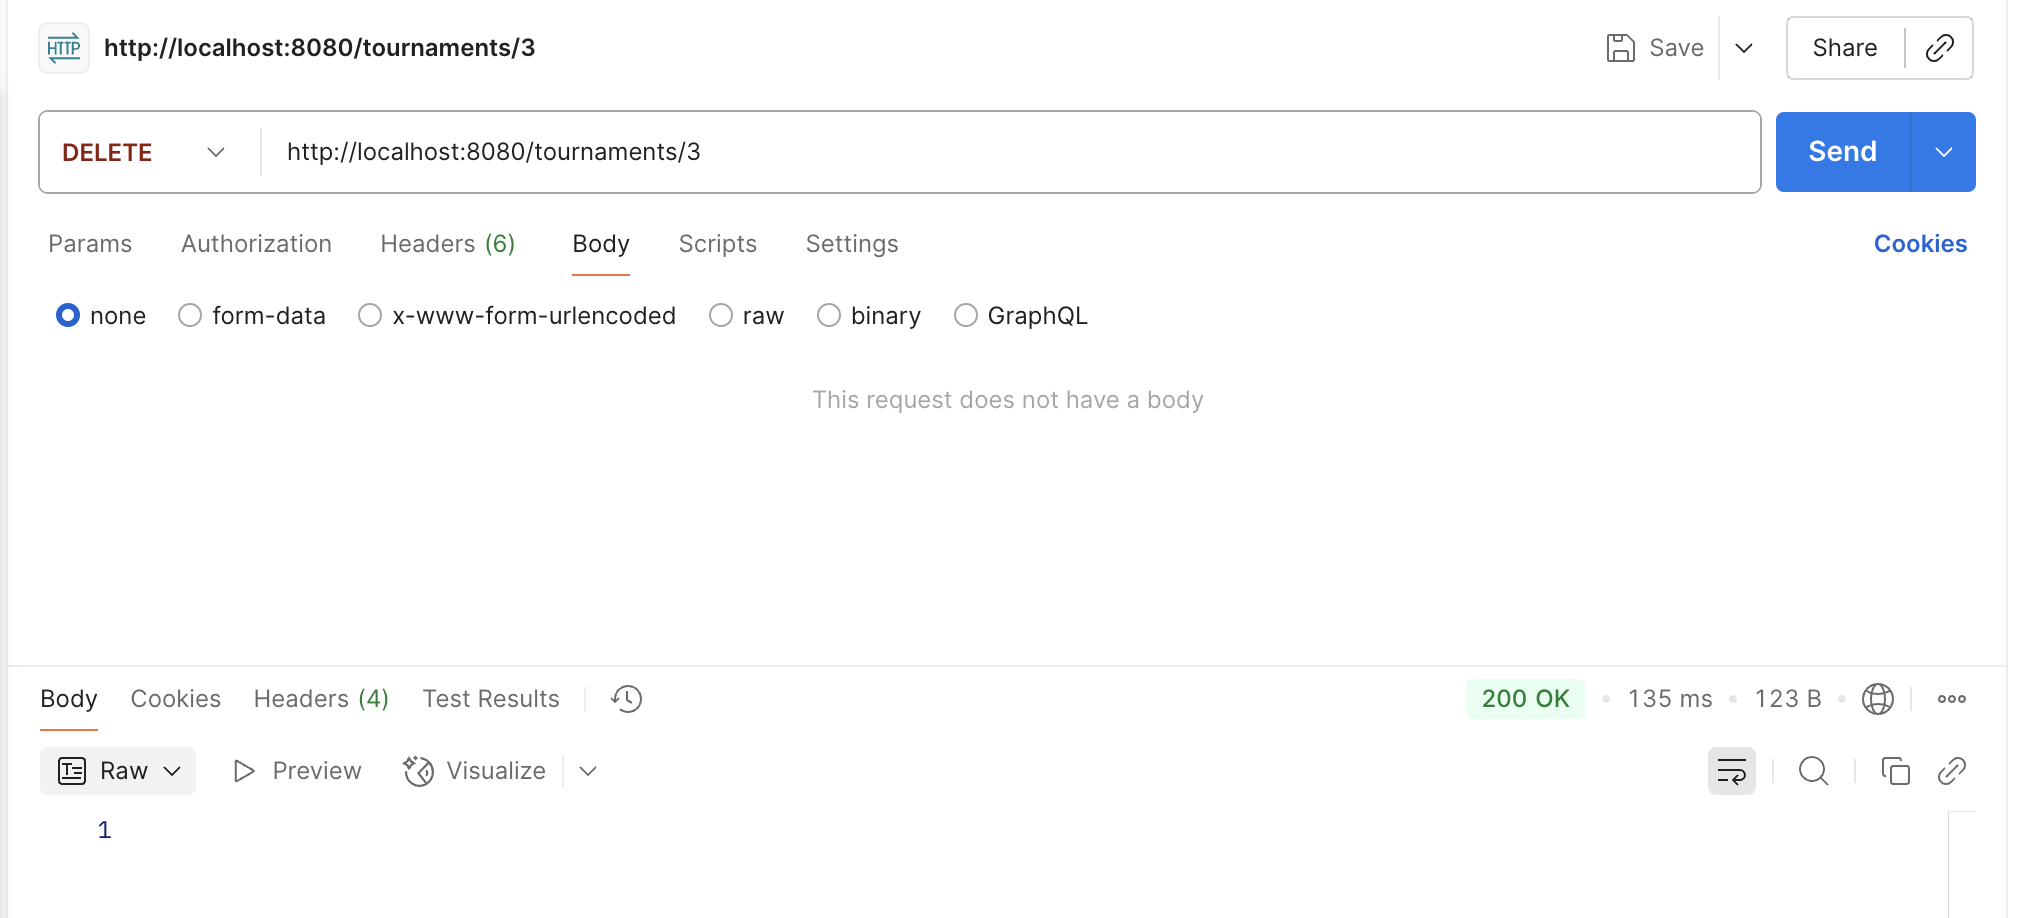 HTTP http://localhost:8080/tournaments/3 Save Share
DELETE http://localhost:8080/tournaments/3 Send
Params Authorization Headers (6) Body Scripts Settings Cookies
none form-data x-www-form-urlencoded raw binary GraphQL
This request does not have a body
Body Cookies Headers (4) Test Results 200 OK • 135 ms • 123 B •
Raw Preview Visualize
1